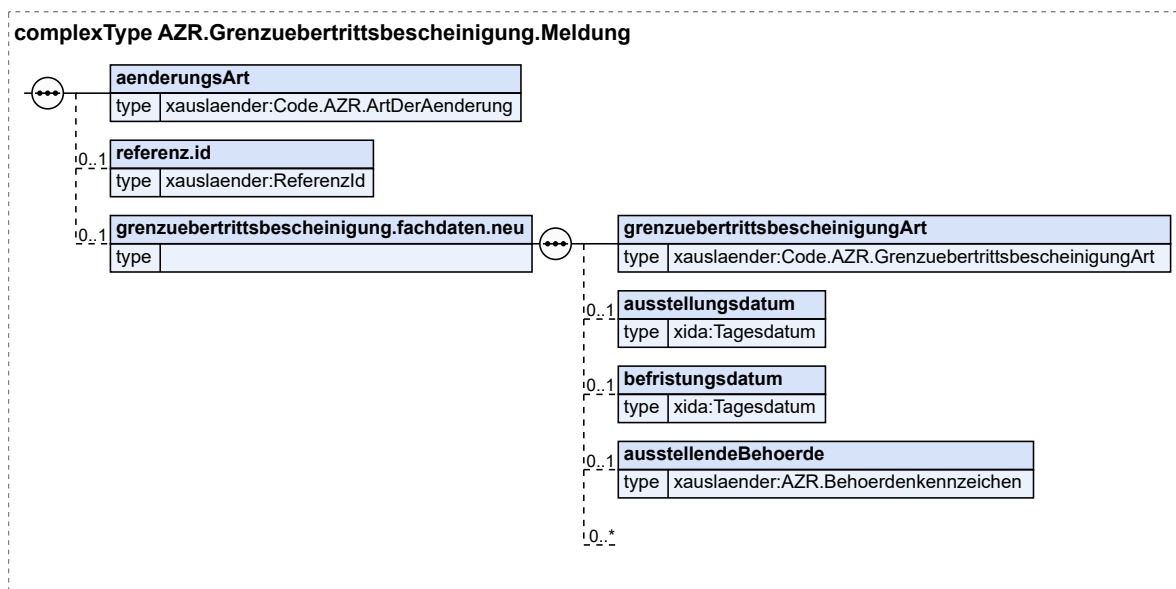 complexType AZR.Grenzuebertrittsbescheinigung.Meldung
aenderungsArt
type xauslaender:Code.AZR.ArtDerAenderung
0..1
referenz.id
type xauslaender:ReferenzId
0..1
grenzuebertrittsbescheinigung.fachdaten.neu
type
grenzuebertrittsbescheinigungArt
type xauslaender:Code.AZR.GrenzuebertrittsbescheinigungArt
0..1
ausstellungsdatum
type xida:Tagesdatum
0..1
befristungsdatum
type xida:Tagesdatum
0..1
ausstellendeBehoerde
type xauslaender:AZR.Behoerdenkennzeichen
0..*